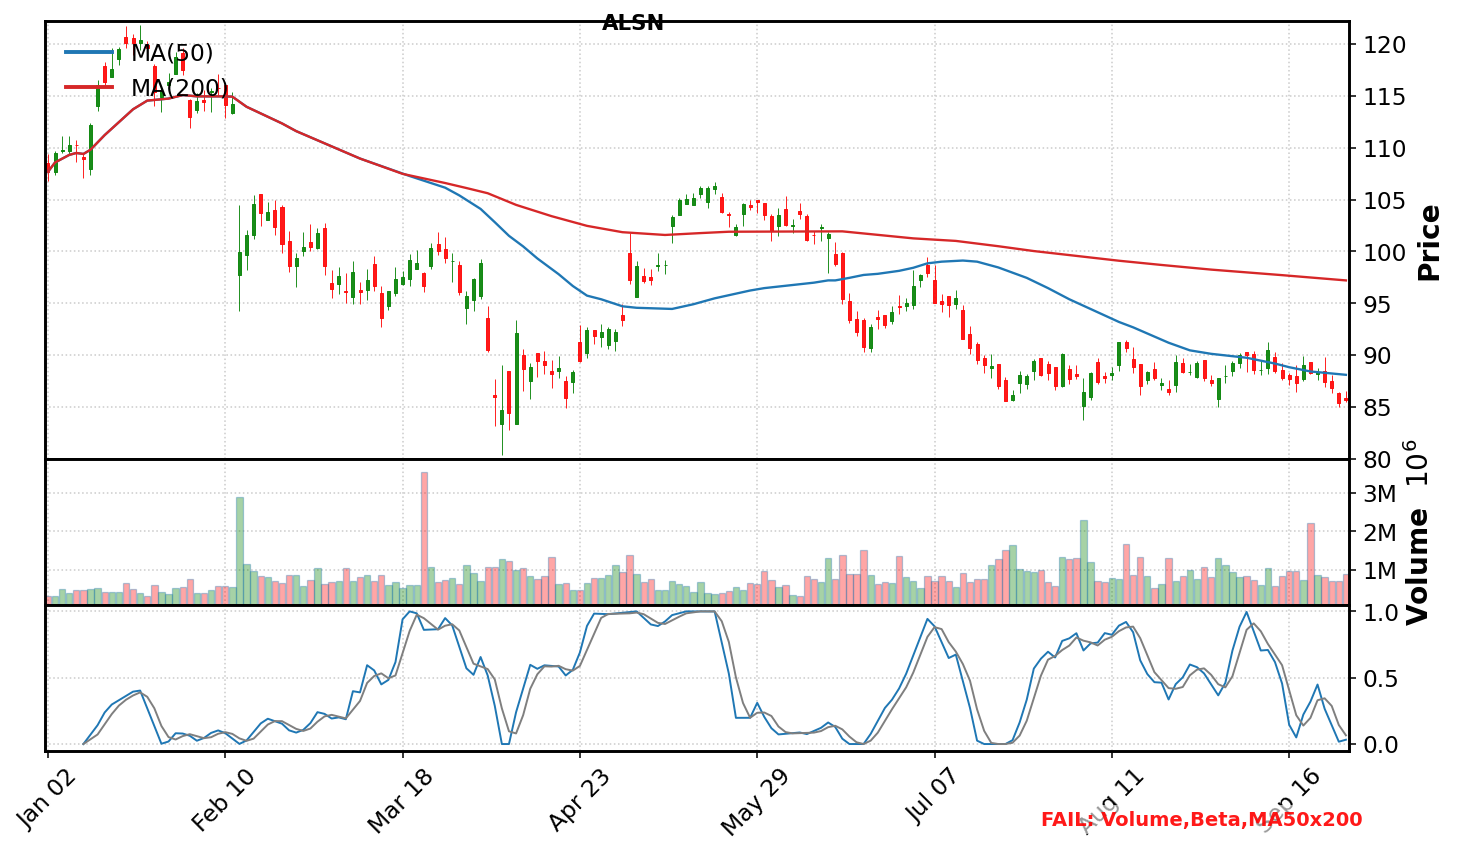 ALSN
MA(50)
MA(200)
120
115
110
105
100
95
90
85
80
Price
10⁶
3M
2M
1M
Volume
1.0
0.5
0.0
Jan 02
Feb 10
Mar 18
Apr 23
May 29
Jul 07
Aug 11
Sep 16
FAIL: Volume,Beta,MA50x200